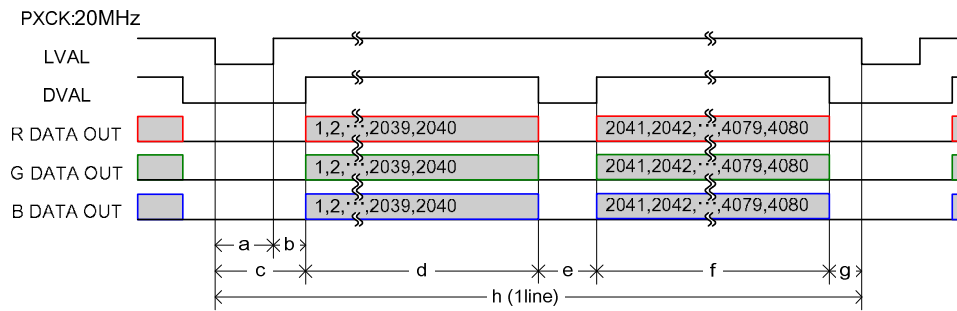 PXCK:20MHz
LVAL
DVAL
R DATA OUT 1,2,⋯,2039,2040 2041,2042,⋯,4079,4080
G DATA OUT 1,2,⋯,2039,2040 2041,2042,⋯,4079,4080
B DATA OUT 1,2,⋯,2039,2040 2041,2042,⋯,4079,4080
a b
c d e f g
h (1line)